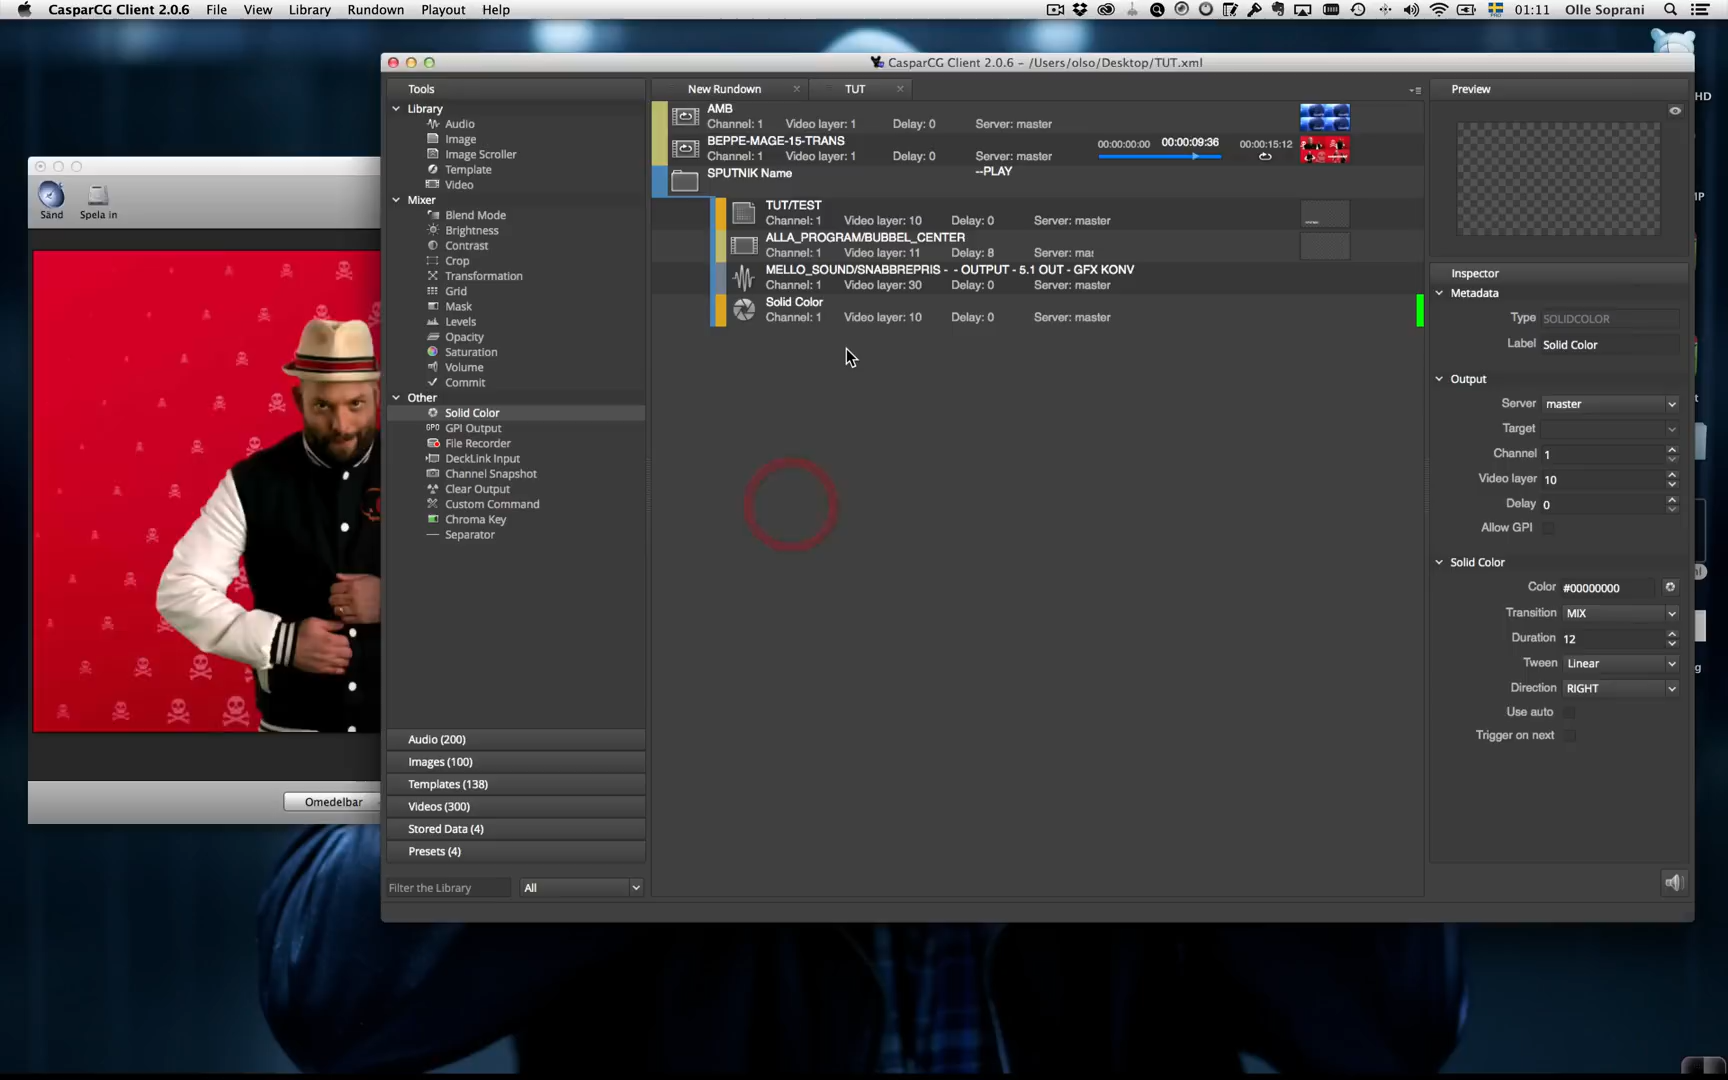 CasparCG Client 2.0.6 File View Library Rundown Playout Help
01:11 Olle Soprani
CasparCG Client 2.0.6 – /Users/olso/Desktop/TUT.xml
Sänd Spela in
Omedelbar
Tools
Library
Audio
Image
Image Scroller
Template
Video
Mixer
Blend Mode
Brightness
Contrast
Crop
Transformation
Grid
Mask
Levels
Opacity
Saturation
Volume
Commit
Other
Solid Color
GPO GPI Output
File Recorder
DeckLink Input
Channel Snapshot
Clear Output
Custom Command
Chroma Key
Separator
Audio (200)
Images (100)
Templates (138)
Videos (300)
Stored Data (4)
Presets (4)
Filter the Library All
New Rundown TUT
AMB
Channel: 1 Video layer: 1 Delay: 0 Server: master
BEPPE-MAGE-15-TRANS
Channel: 1 Video layer: 1 Delay: 0 Server: master
00:00:00:00 00:00:09:36 00:00:15:12
SPUTNIK Name --PLAY
TUT/TEST
Channel: 1 Video layer: 10 Delay: 0 Server: master
ALLA_PROGRAM/BUBBEL_CENTER
Channel: 1 Video layer: 11 Delay: 8 Server: ma
MELLO_SOUND/SNABBREPRIS - - OUTPUT - 5.1 OUT - GFX KONV
Channel: 1 Video layer: 30 Delay: 0 Server: master
Solid Color
Channel: 1 Video layer: 10 Delay: 0 Server: master
Preview
Inspector
Metadata
Type SOLIDCOLOR
Label Solid Color
Output
Server master
Target
Channel 1
Video layer 10
Delay 0
Allow GPI
Solid Color
Color #00000000
Transition MIX
Duration 12
Tween Linear
Direction RIGHT
Use auto
Trigger on next
HD